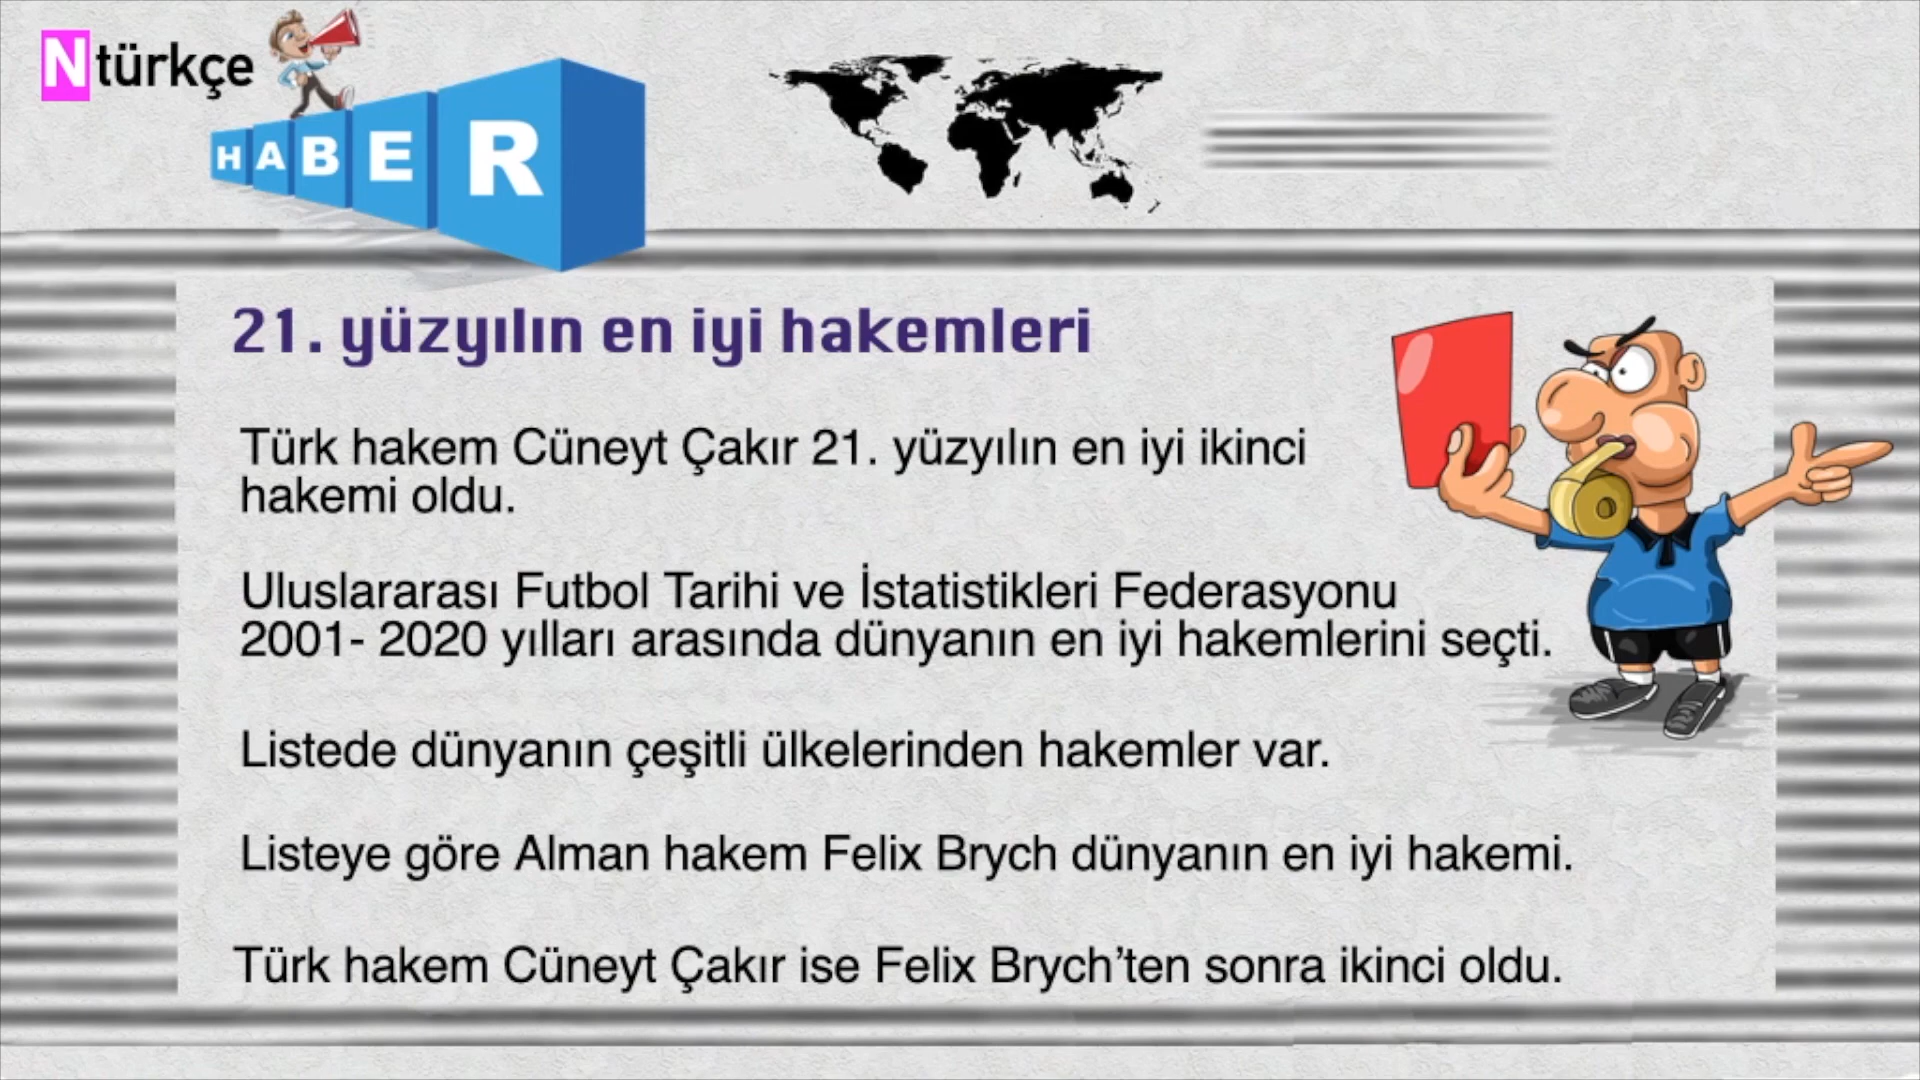 N türkçe
HABER
21. yüzyılın en iyi hakemleri
Türk hakem Cüneyt Çakır 21. yüzyılın en iyi ikinci
hakemi oldu.
Uluslararası Futbol Tarihi ve İstatistikleri Federasyonu
2001- 2020 yılları arasında dünyanın en iyi hakemlerini seçti.
Listede dünyanın çeşitli ülkelerinden hakemler var.
Listeye göre Alman hakem Felix Brych dünyanın en iyi hakemi.
Türk hakem Cüneyt Çakır ise Felix Brych’ten sonra ikinci oldu.